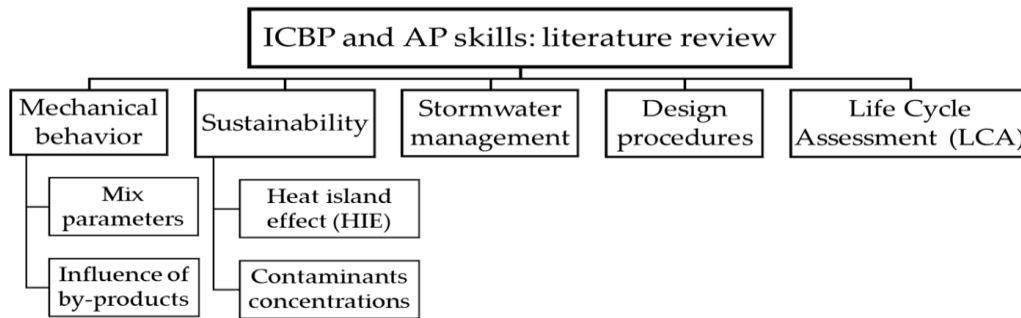 ICBP and AP skills: literature review
Mechanical
behavior
Sustainability
Stormwater
management
Design
procedures
Life Cycle
Assessment (LCA)
Mix
parameters
Heat island
effect (HIE)
Influence of
by-products
Contaminants
concentrations